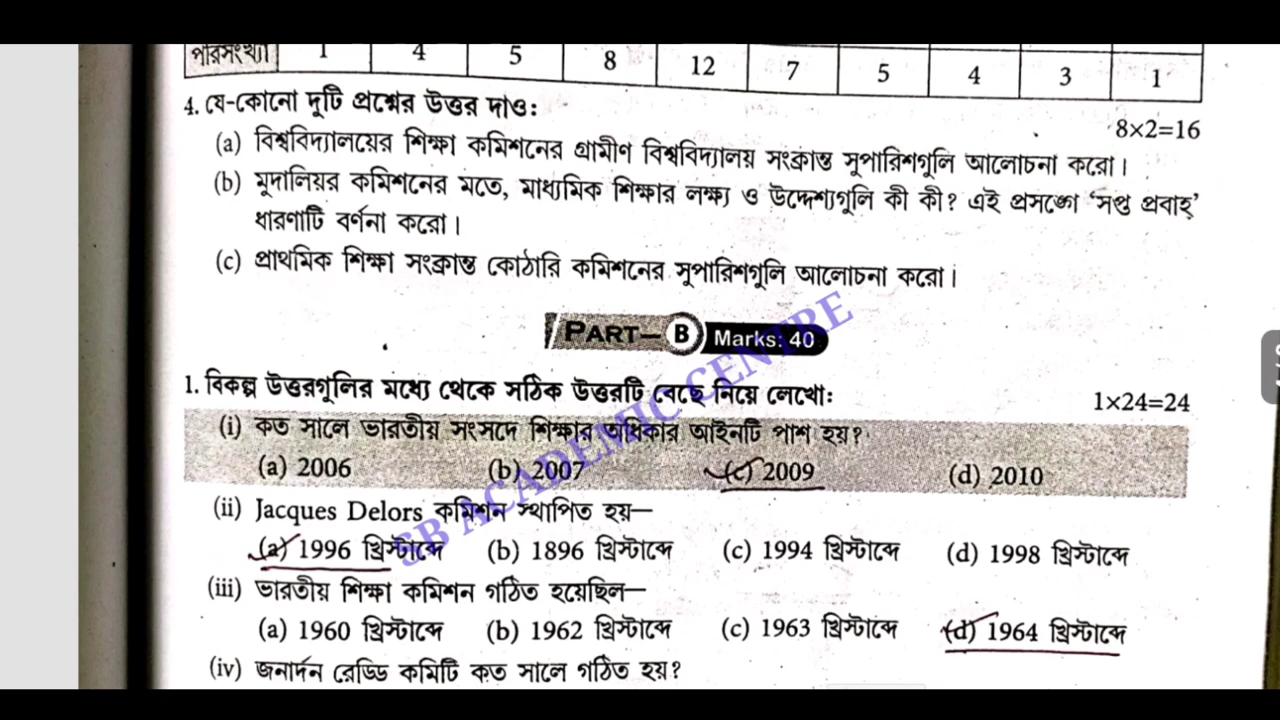 পরিসংখ্যা 1 4 5 8 12 7 5 4 3 1
4. যে-কোনো দুটি প্রশ্নের উত্তর দাও: 8×2=16
(a) বিশ্ববিদ্যালয়ের শিক্ষা কমিশনের গ্রামীণ বিশ্ববিদ্যালয় সংক্রান্ত সুপারিশগুলি আলোচনা করো।
(b) মুদালিয়র কমিশনের মতে, মাধ্যমিক শিক্ষার লক্ষ্য ও উদ্দেশ্যগুলি কী কী? এই প্রসঙ্গে ‘সপ্ত প্রবাহ’
ধারণাটি বর্ণনা করো।
(c) প্রাথমিক শিক্ষা সংক্রান্ত কোঠারি কমিশনের সুপারিশগুলি আলোচনা করো।
PART–B Marks: 40
1. বিকল্প উত্তরগুলির মধ্যে থেকে সঠিক উত্তরটি বেছে নিয়ে লেখো: 1×24=24
(i) কত সালে ভারতীয় সংসদে শিক্ষার অধিকার আইনটি পাশ হয়?
(a) 2006 (b) 2007 (c) 2009 (d) 2010
(ii) Jacques Delors কমিশন স্থাপিত হয়—
(a) 1996 খ্রিস্টাব্দে (b) 1896 খ্রিস্টাব্দে (c) 1994 খ্রিস্টাব্দে (d) 1998 খ্রিস্টাব্দে
(iii) ভারতীয় শিক্ষা কমিশন গঠিত হয়েছিল—
(a) 1960 খ্রিস্টাব্দে (b) 1962 খ্রিস্টাব্দে (c) 1963 খ্রিস্টাব্দে (d) 1964 খ্রিস্টাব্দে
(iv) জনার্দন রেড্ডি কমিটি কত সালে গঠিত হয়?
SB ACADEMIC CENTRE